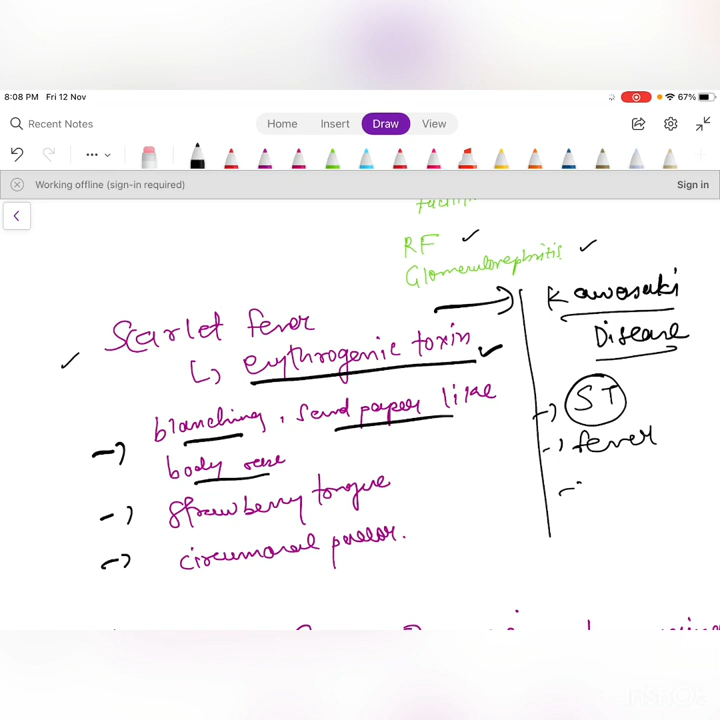 8:08 PM Fri 12 Nov
67%
Recent Notes
Home Insert Draw View
Working offline (sign-in required)
Sign in
RF
Glomerulonephritis
Scarlet fever
erythrogenic toxin
blanching, sand paper like
body rase
Strawberry tongue
circumoral pallor.
Kawasaki
Disease
ST
fever